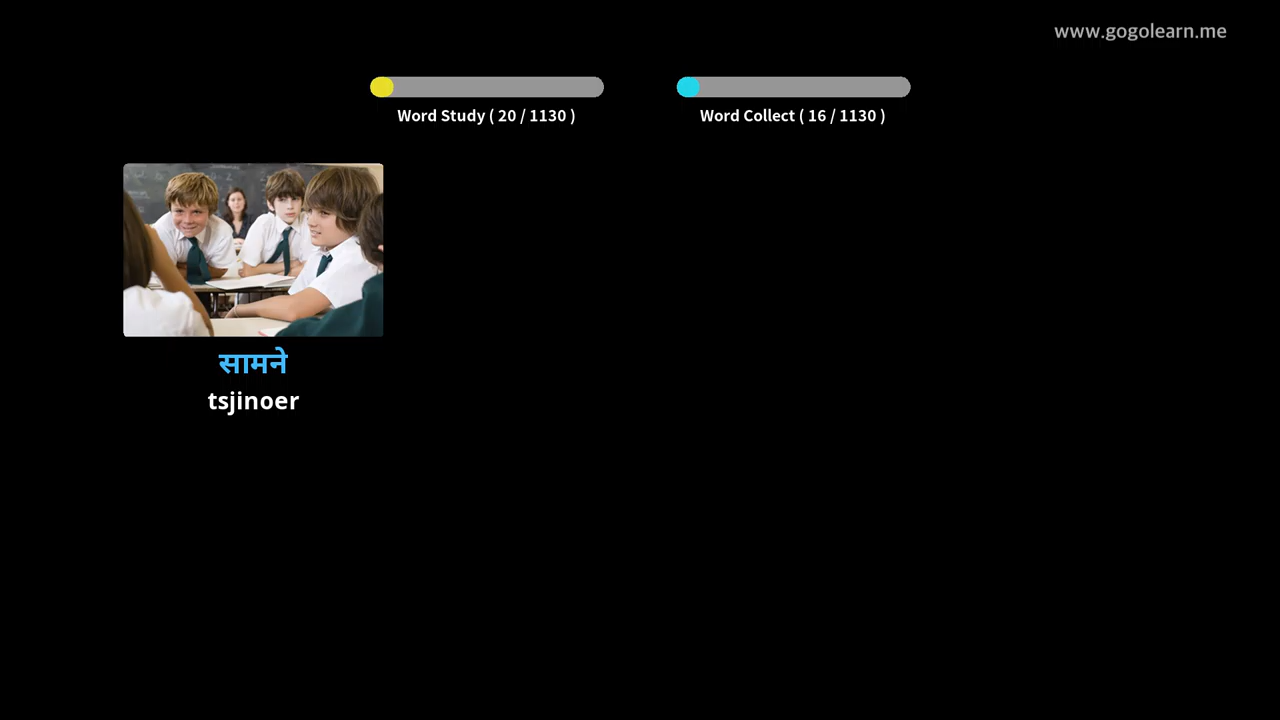 www.gogolearn.me
Word Study ( 20 / 1130 )
Word Collect ( 16 / 1130 )
सामने
tsjinoer